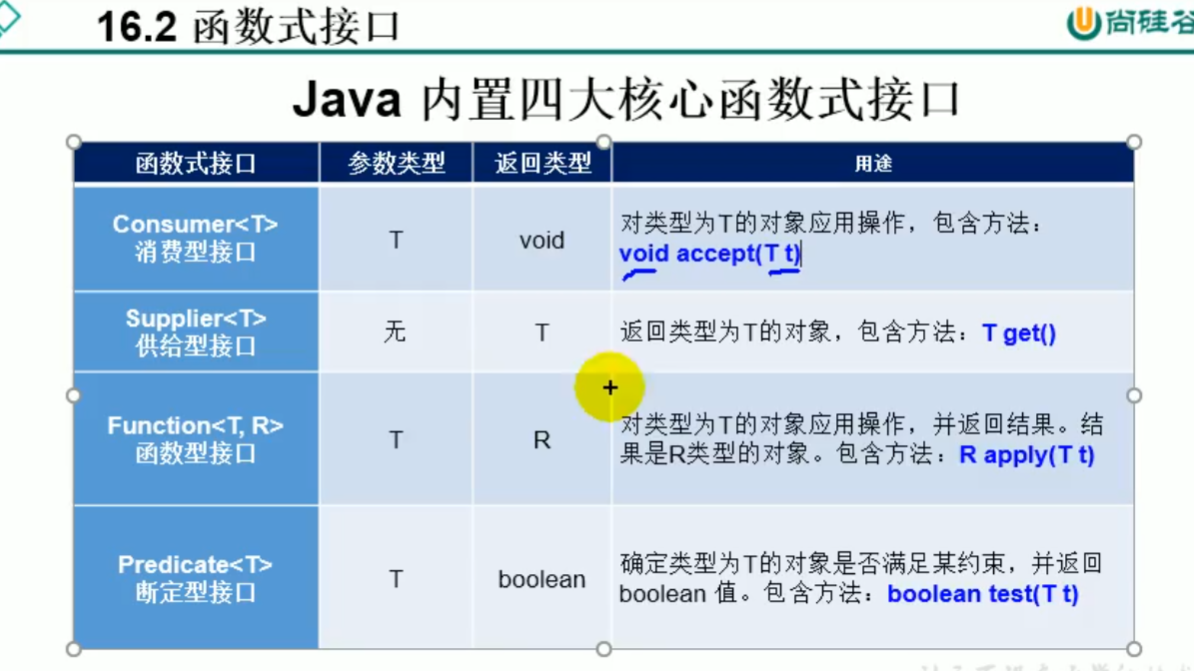 16.2 函数式接口
尚硅谷
Java 内置四大核心函数式接口
函数式接口 参数类型 返回类型 用途
Consumer<T>
消费型接口
T
void
对类型为T的对象应用操作，包含方法：
void accept(T t)
Supplier<T>
供给型接口
无
T
返回类型为T的对象，包含方法：T get()
Function<T, R>
函数型接口
T
R
对类型为T的对象应用操作，并返回结果。结
果是R类型的对象。包含方法：R apply(T t)
Predicate<T>
断定型接口
T
boolean
确定类型为T的对象是否满足某约束，并返回
boolean 值。包含方法：boolean test(T t)